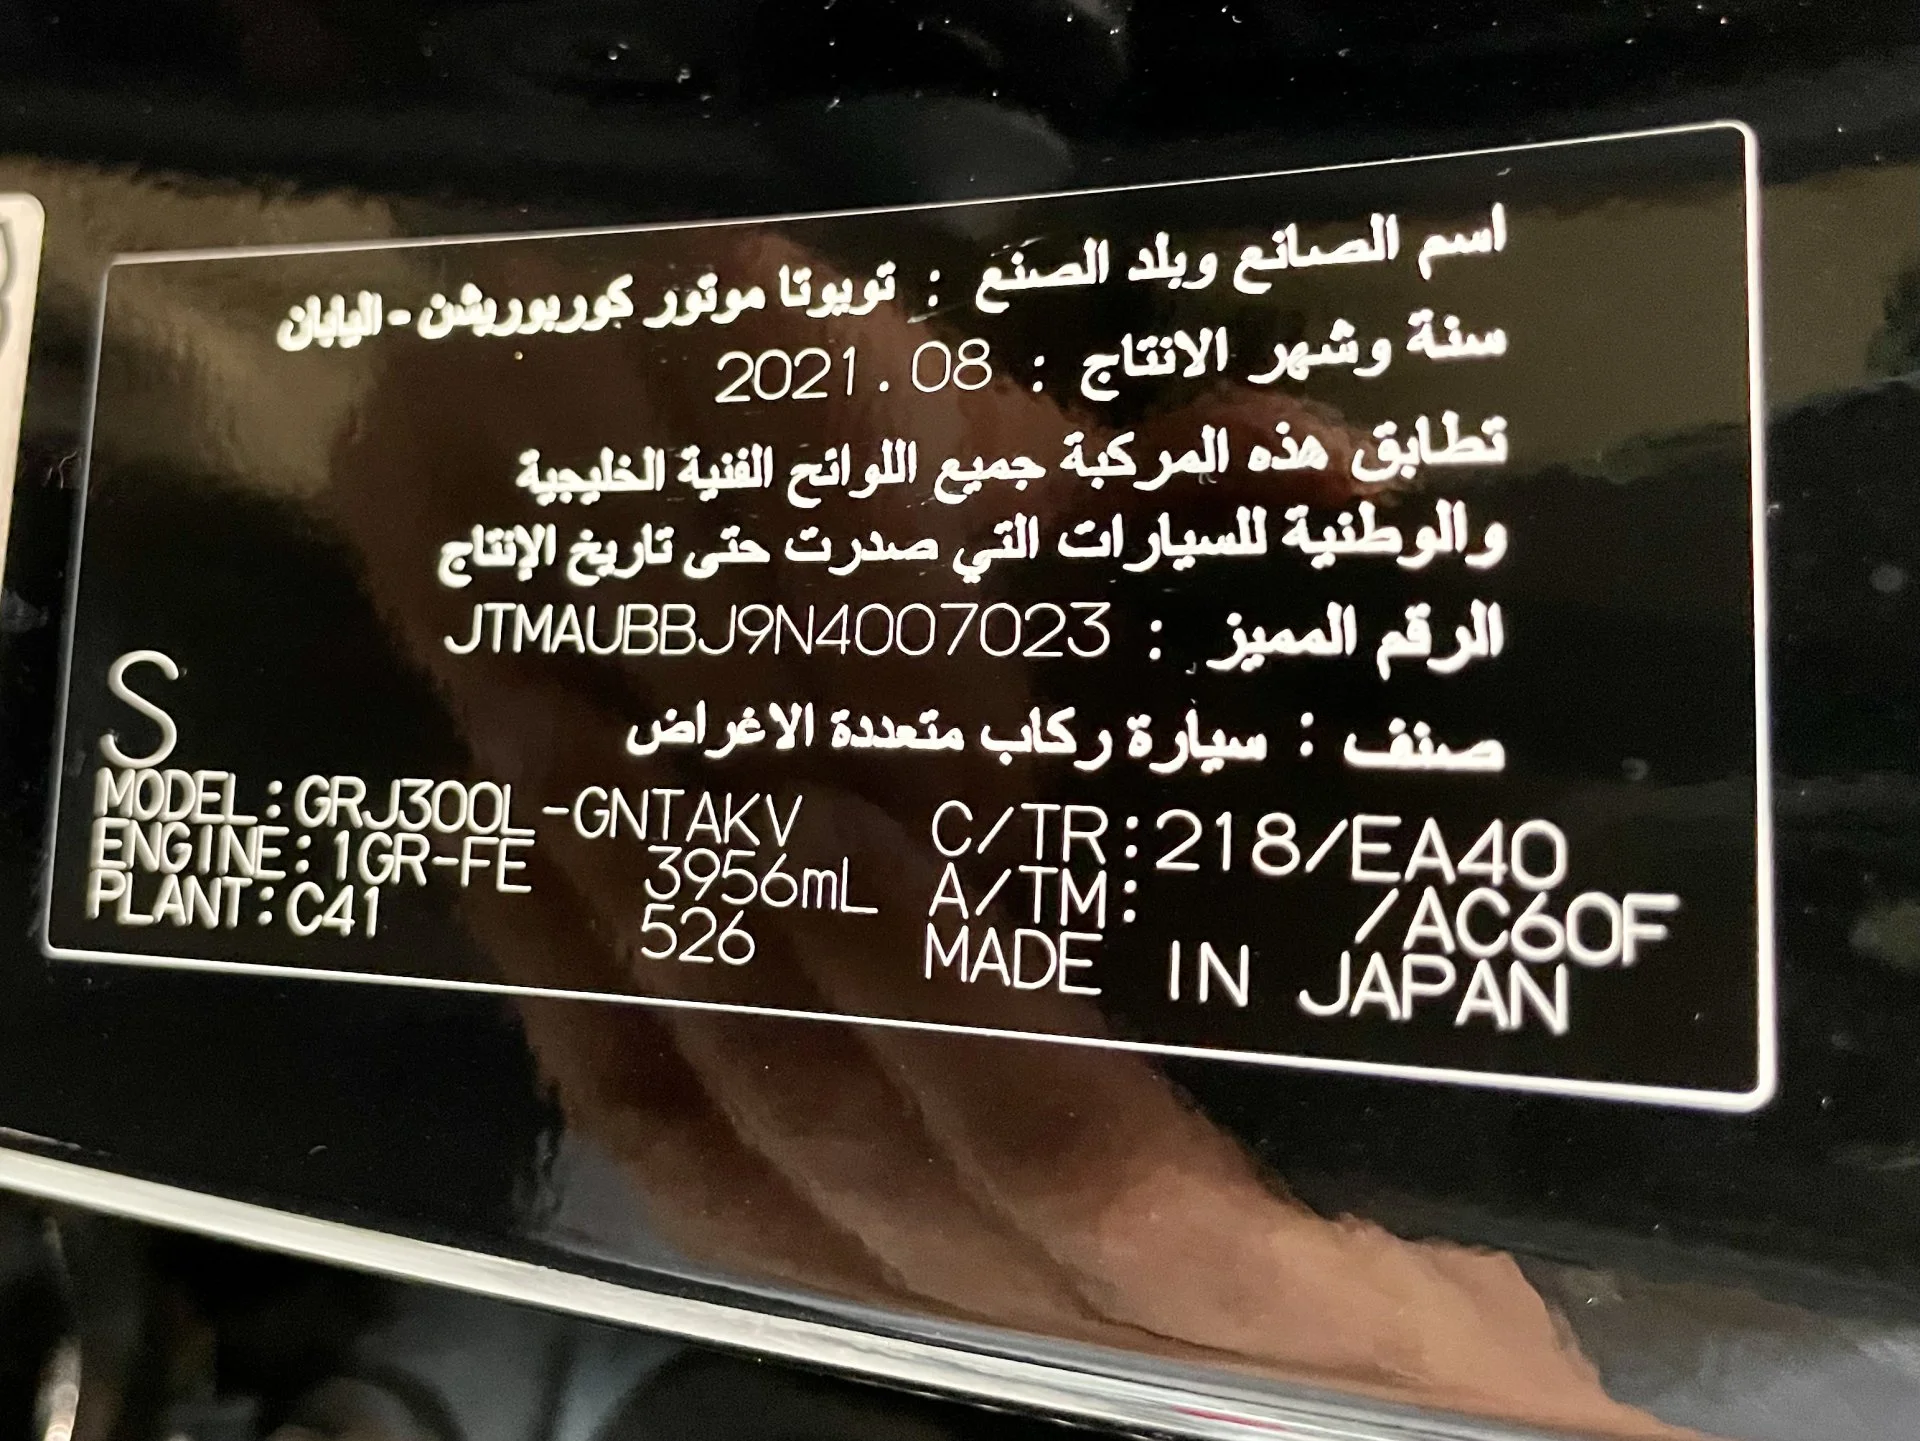 اسم الصانع وبلد الصنع : تويوتا موتور كوربوريشن - اليابان
سنة وشهر الانتاج : 2021.08
تطابق هذه المركبة جميع اللوائح الفنية الخليجية
والوطنية للسيارات التي صدرت حتى تاريخ الإنتاج
الرقم المميز : JTMAUBBJ9N4007023
صنف : سيارة ركاب متعددة الاغراض
S
MODEL:GRJ300L-GNTAKV C/TR:218/EA40
ENGINE:1GR-FE 3956mL A/TM: /AC60F
PLANT:C41 526 MADE IN JAPAN